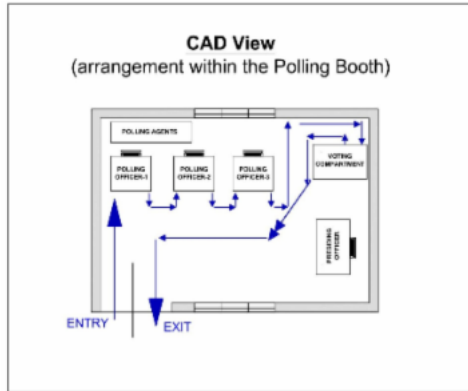 CAD View
(arrangement within the Polling Booth)
POLLING AGENTS
POLLING
OFFICER-1
POLLING
OFFICER-2
POLLING
OFFICER-3
VOTING
COMPARTMENT
PRESIDING
OFFICER
ENTRY
EXIT